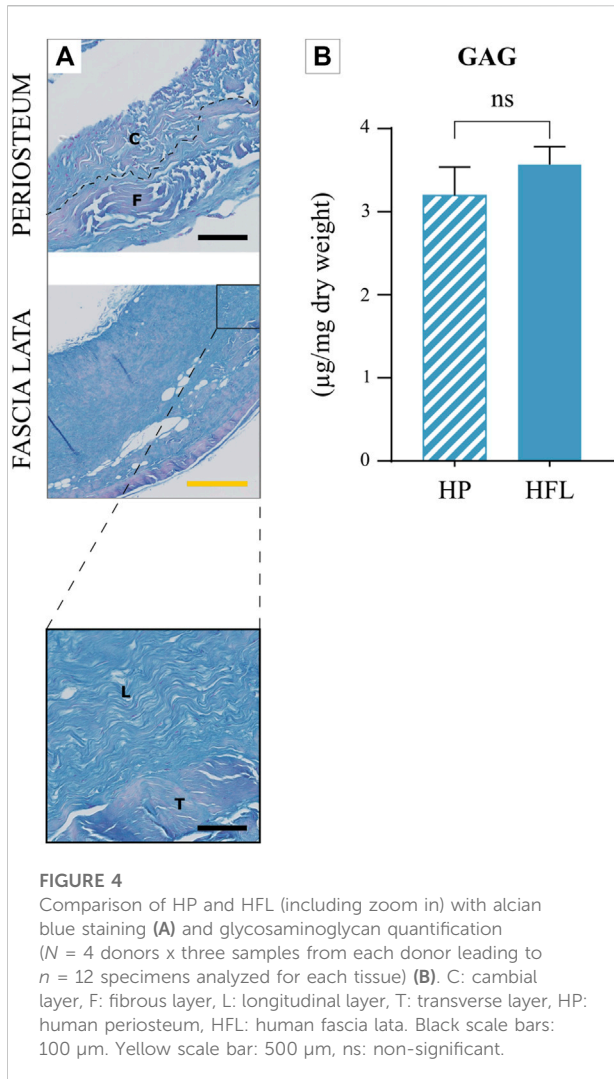 A
PERIOSTEUM
C
F
FASCIA LATA
L
T
B
GAG
ns
(µg/mg dry weight)
4
3
2
1
0
HP
HFL
FIGURE 4
Comparison of HP and HFL (including zoom in) with alcian
blue staining (A) and glycosaminoglycan quantification
(N = 4 donors x three samples from each donor leading to
n = 12 specimens analyzed for each tissue) (B). C: cambial
layer, F: fibrous layer, L: longitudinal layer, T: transverse layer, HP:
human periosteum, HFL: human fascia lata. Black scale bars:
100 µm. Yellow scale bar: 500 µm, ns: non-significant.